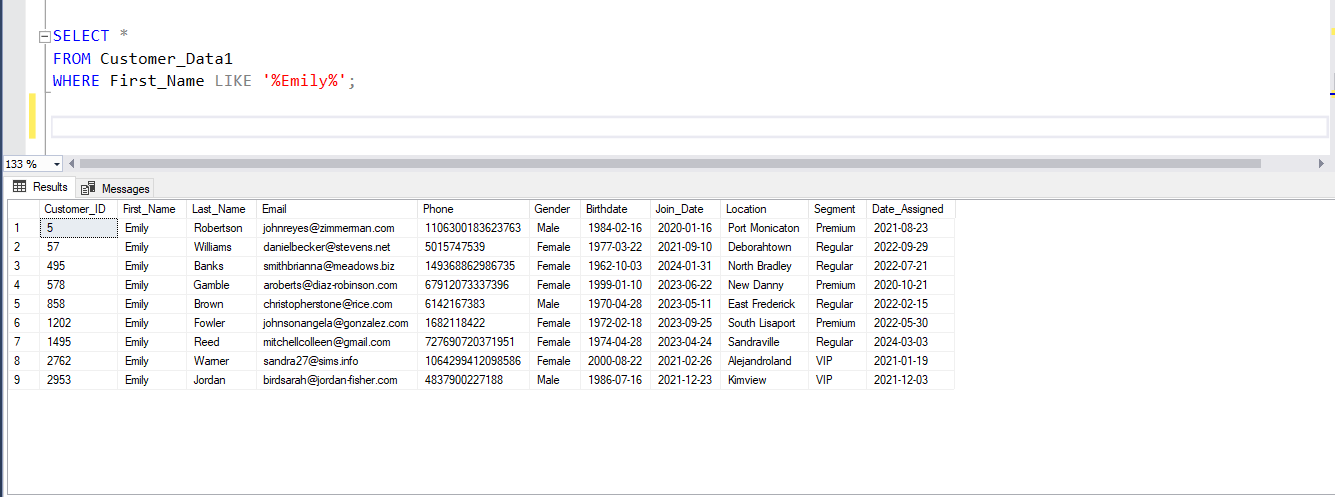 SELECT *
FROM Customer_Data1
WHERE First_Name LIKE '%Emily%';
133 %
Results Messages
Customer_ID First_Name Last_Name Email Phone Gender Birthdate Join_Date Location Segment Date_Assigned
1 5 Emily Robertson johnreyes@zimmerman.com 1106300183623763 Male 1984-02-16 2020-01-16 Port Monicaton Premium 2021-08-23
2 57 Emily Williams danielbecker@stevens.net 5015747539 Female 1977-03-22 2021-09-10 Deborahtown Regular 2022-09-29
3 495 Emily Banks smithbrianna@meadows.biz 149368862986735 Female 1962-10-03 2024-01-31 North Bradley Regular 2022-07-21
4 578 Emily Gamble aroberts@diaz-robinson.com 67912073337396 Female 1999-01-10 2023-06-22 New Danny Premium 2020-10-21
5 858 Emily Brown christopherstone@rice.com 6142167383 Male 1970-04-28 2023-05-11 East Frederick Regular 2022-02-15
6 1202 Emily Fowler johnsonangela@gonzalez.com 1682118422 Female 1972-02-18 2023-09-25 South Lisaport Premium 2022-05-30
7 1495 Emily Reed mitchellcolleen@gmail.com 727690720371951 Female 1974-04-28 2023-04-24 Sandraville Regular 2024-03-03
8 2762 Emily Warner sandra27@sims.info 1064299412098586 Female 2000-08-22 2021-02-26 Alejandroland VIP 2021-01-19
9 2953 Emily Jordan birdsarah@jordan-fisher.com 4837900227188 Male 1986-07-16 2021-12-23 Kimview VIP 2021-12-03